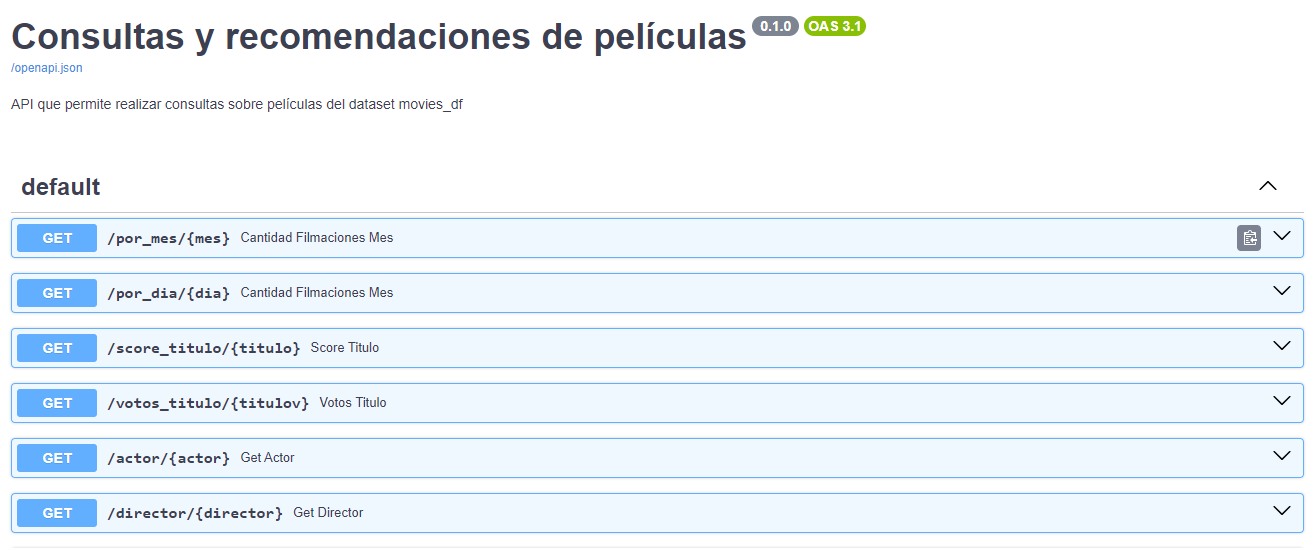 Consultas y recomendaciones de películas 0.1.0 OAS 3.1
/openapi.json
API que permite realizar consultas sobre películas del dataset movies_df
default
GET /por_mes/{mes} Cantidad Filmaciones Mes
GET /por_dia/{dia} Cantidad Filmaciones Mes
GET /score_titulo/{titulo} Score Titulo
GET /votos_titulo/{titulov} Votos Titulo
GET /actor/{actor} Get Actor
GET /director/{director} Get Director